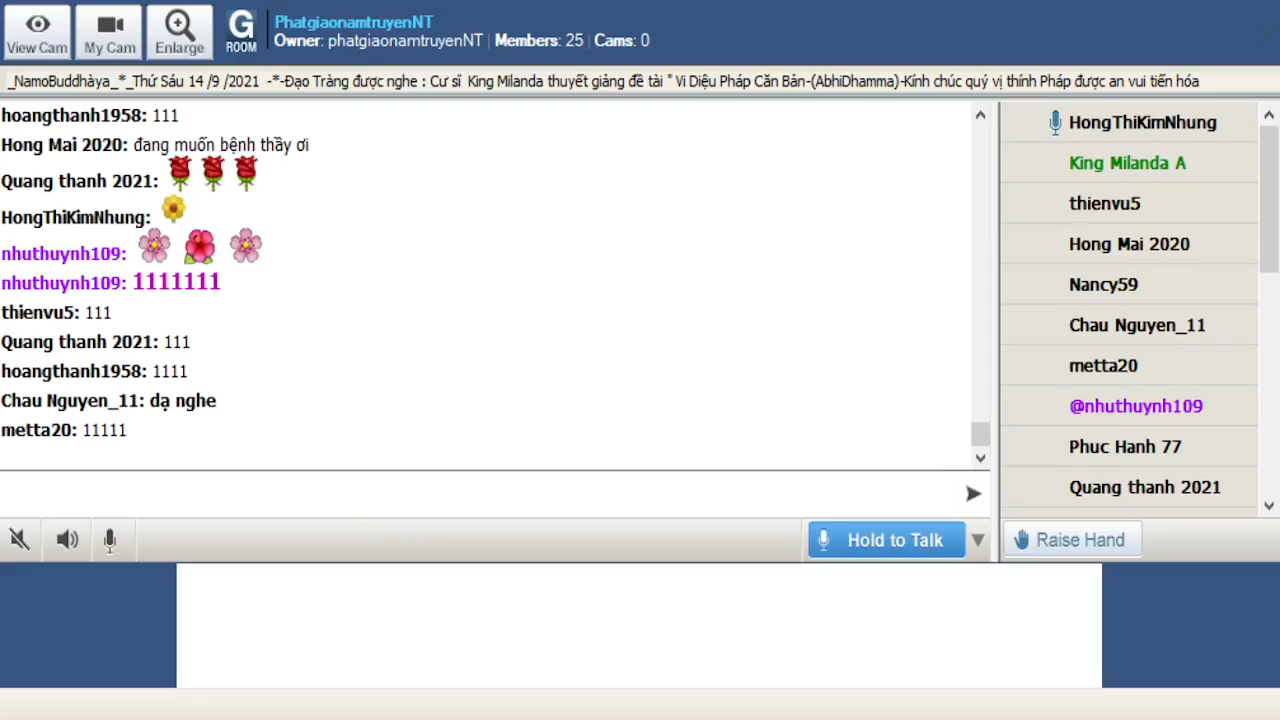 View Cam
My Cam
Enlarge
G
ROOM
PhatgiaonamtruyenNT
Owner: phatgiaonamtruyenNT | Members: 25 | Cams: 0
_NamoBuddhàya_*_Thứ Sáu 14 /9 /2021 -*-Đạo Tràng được nghe : Cư sĩ King Milanda thuyết giảng đề tài " Vi Diệu Pháp Căn Bản-(AbhiDhamma)-Kính chúc quý vị thính Pháp được an vui tiến hóa
hoangthanh1958: 111
Hong Mai 2020: đang muốn bệnh thầy ơi
Quang thanh 2021:
HongThiKimNhung:
nhuthuynh109:
nhuthuynh109: 1111111
thienvu5: 111
Quang thanh 2021: 111
hoangthanh1958: 1111
Chau Nguyen_11: dạ nghe
metta20: 11111
HongThiKimNhung
King Milanda A
thienvu5
Hong Mai 2020
Nancy59
Chau Nguyen_11
metta20
@nhuthuynh109
Phuc Hanh 77
Quang thanh 2021
Hold to Talk
Raise Hand